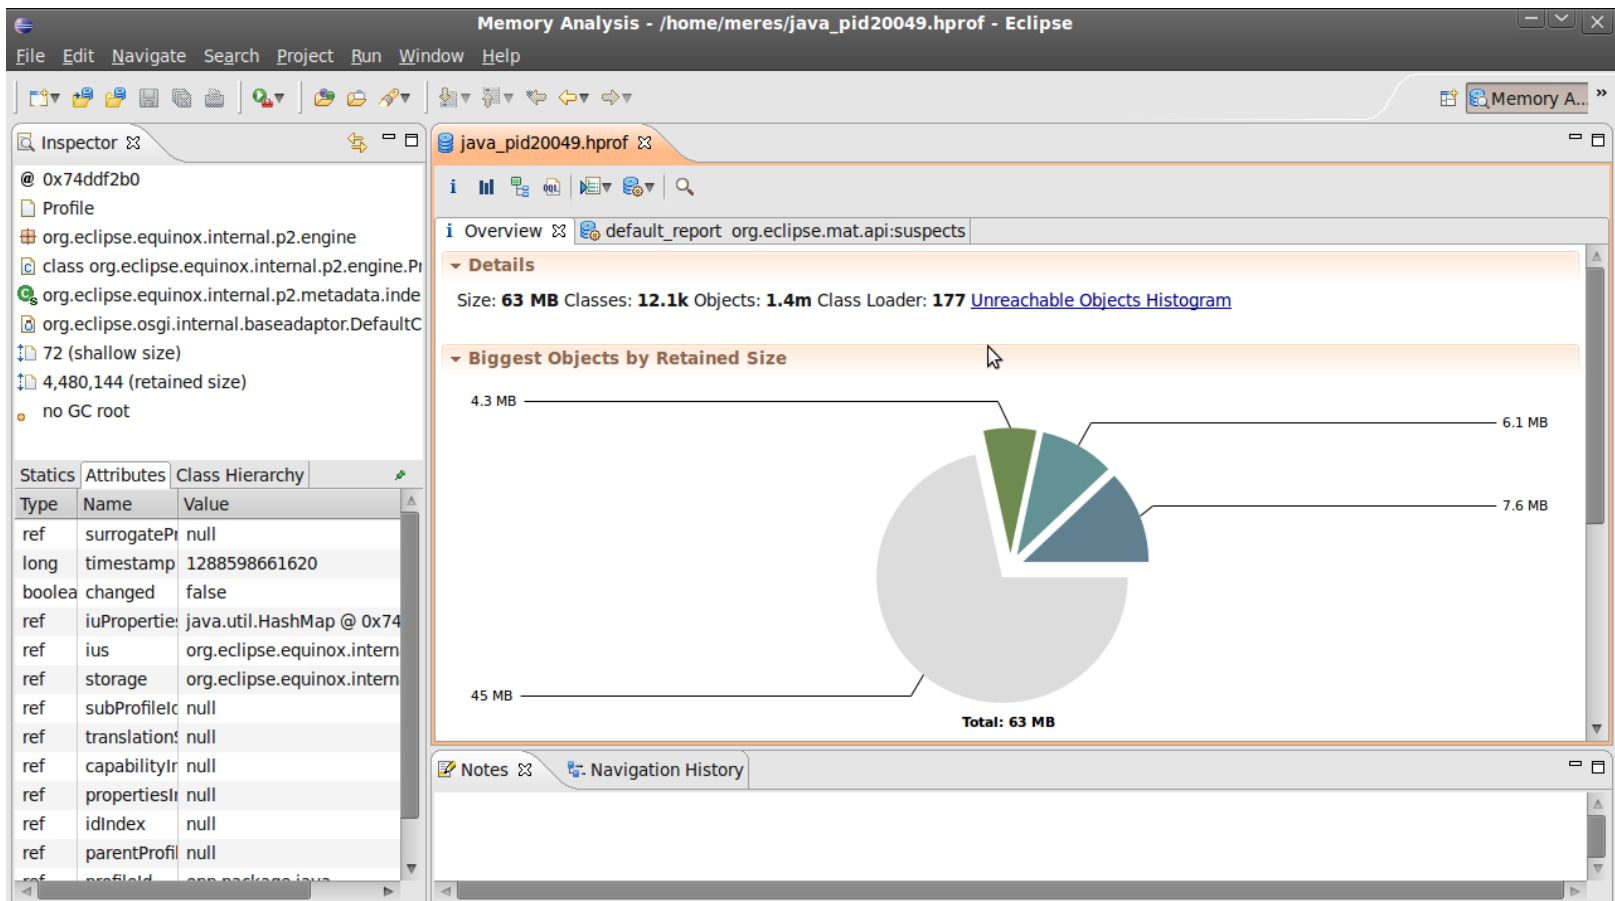 Memory Analysis - /home/meres/java_pid20049.hprof - Eclipse
File Edit Navigate Search Project Run Window Help
Memory A... »
Inspector
@ 0x74ddf2b0
Profile
org.eclipse.equinox.internal.p2.engine
class org.eclipse.equinox.internal.p2.engine.Pr
org.eclipse.equinox.internal.p2.metadata.inde
org.eclipse.osgi.internal.baseadaptor.DefaultC
72 (shallow size)
4,480,144 (retained size)
no GC root
Statics Attributes Class Hierarchy
Type Name Value
ref surrogatePr null
long timestamp 1288598661620
boolea changed false
ref iuPropertie java.util.HashMap @ 0x74
ref ius org.eclipse.equinox.intern
ref storage org.eclipse.equinox.intern
ref subProfileId null
ref translationS null
ref capabilityIr null
ref propertiesIr null
ref idIndex null
ref parentProfil null
ref profileId epp.package.java
java_pid20049.hprof
i OQL
i Overview default_report org.eclipse.mat.api:suspects
Details
Size: 63 MB Classes: 12.1k Objects: 1.4m Class Loader: 177 Unreachable Objects Histogram
Biggest Objects by Retained Size
4.3 MB
6.1 MB
7.6 MB
45 MB
Total: 63 MB
Notes Navigation History